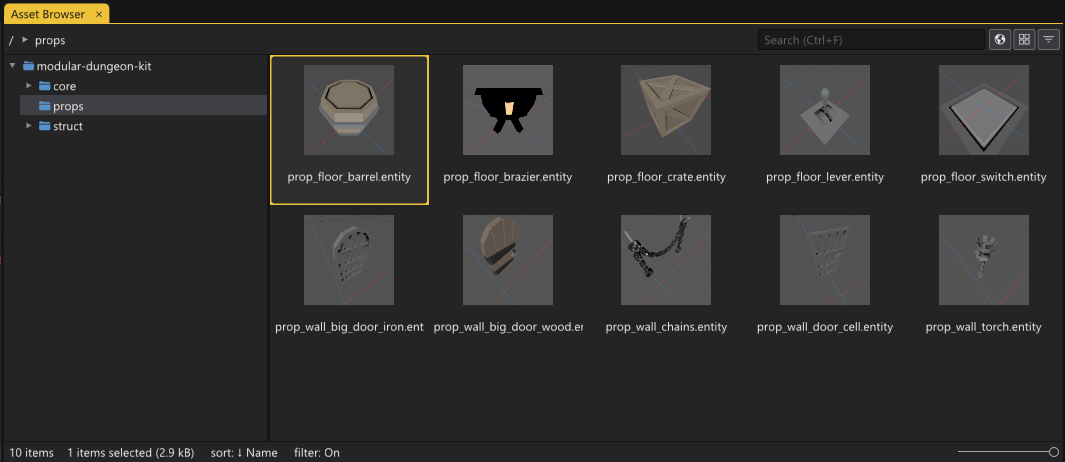 Asset Browser ×
/ ▸ props
Search (Ctrl+F)
modular-dungeon-kit
core
props
struct
prop_floor_barrel.entity
prop_floor_brazier.entity
prop_floor_crate.entity
prop_floor_lever.entity
prop_floor_switch.entity
prop_wall_big_door_iron.ent
prop_wall_big_door_wood.en
prop_wall_chains.entity
prop_wall_door_cell.entity
prop_wall_torch.entity
10 items 1 items selected (2.9 kB) sort: ↓ Name filter: On